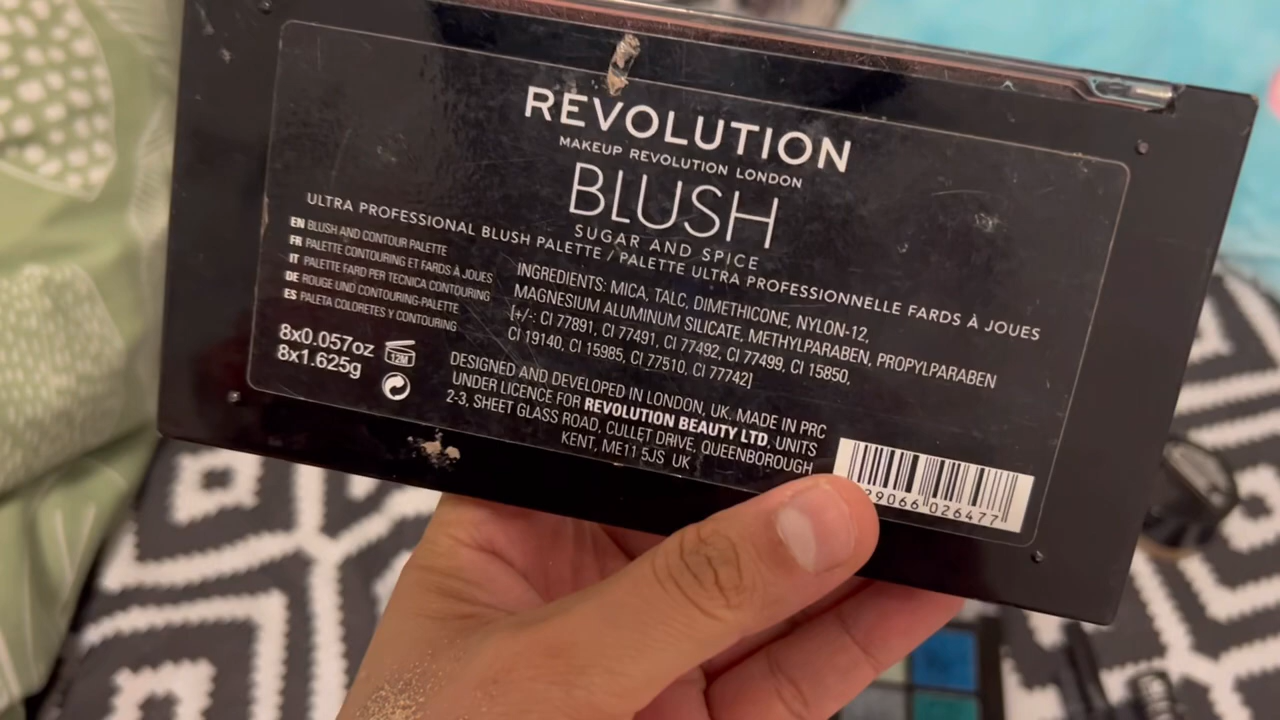 REVOLUTION
MAKEUP REVOLUTION LONDON
BLUSH
SUGAR AND SPICE
ULTRA PROFESSIONAL BLUSH PALETTE / PALETTE ULTRA PROFESSIONNELLE FARDS À JOUES
EN BLUSH AND CONTOUR PALETTE
FR PALETTE CONTOURING ET FARDS À JOUES
IT PALETTE FARD PER TECNICA CONTOURING
DE ROUGE UND CONTOURING-PALETTE
ES PALETA COLORETES Y CONTOURING
8x0.057oz
8x1.625g
12M
INGREDIENTS: MICA, TALC, DIMETHICONE, NYLON-12,
MAGNESIUM ALUMINUM SILICATE, METHYLPARABEN, PROPYLPARABEN
[+/-: CI 77891, CI 77491, CI 77492, CI 77499, CI 15850,
CI 19140, CI 15985, CI 77510, CI 77742]
DESIGNED AND DEVELOPED IN LONDON, UK. MADE IN PRC
UNDER LICENCE FOR REVOLUTION BEAUTY LTD, UNITS
2-3, SHEET GLASS ROAD, CULLET DRIVE, QUEENBOROUGH
KENT, ME11 5JS UK
29066 026477